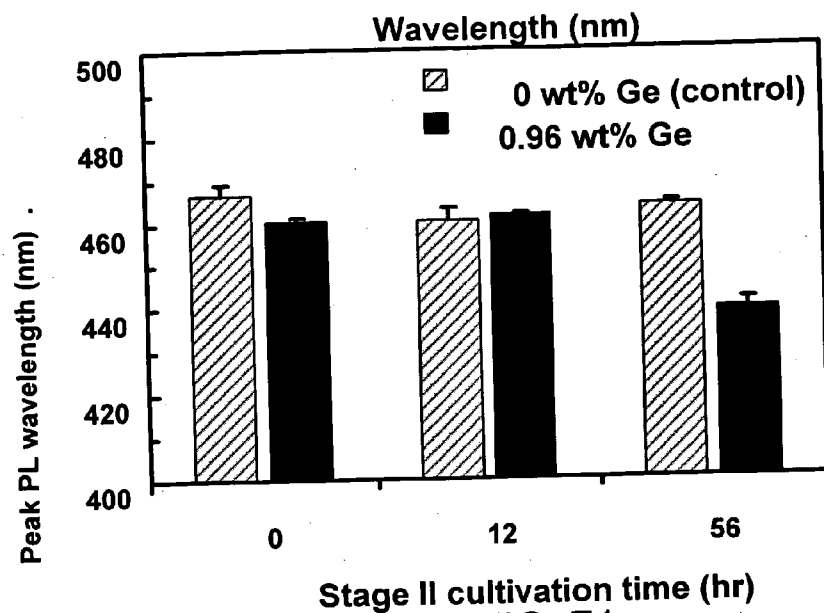 Wavelength (nm)
500
480
460
440
420
400
Peak PL wavelength (nm) .
0 wt% Ge (control)
0.96 wt% Ge
0
12
56
Stage II cultivation time (hr)